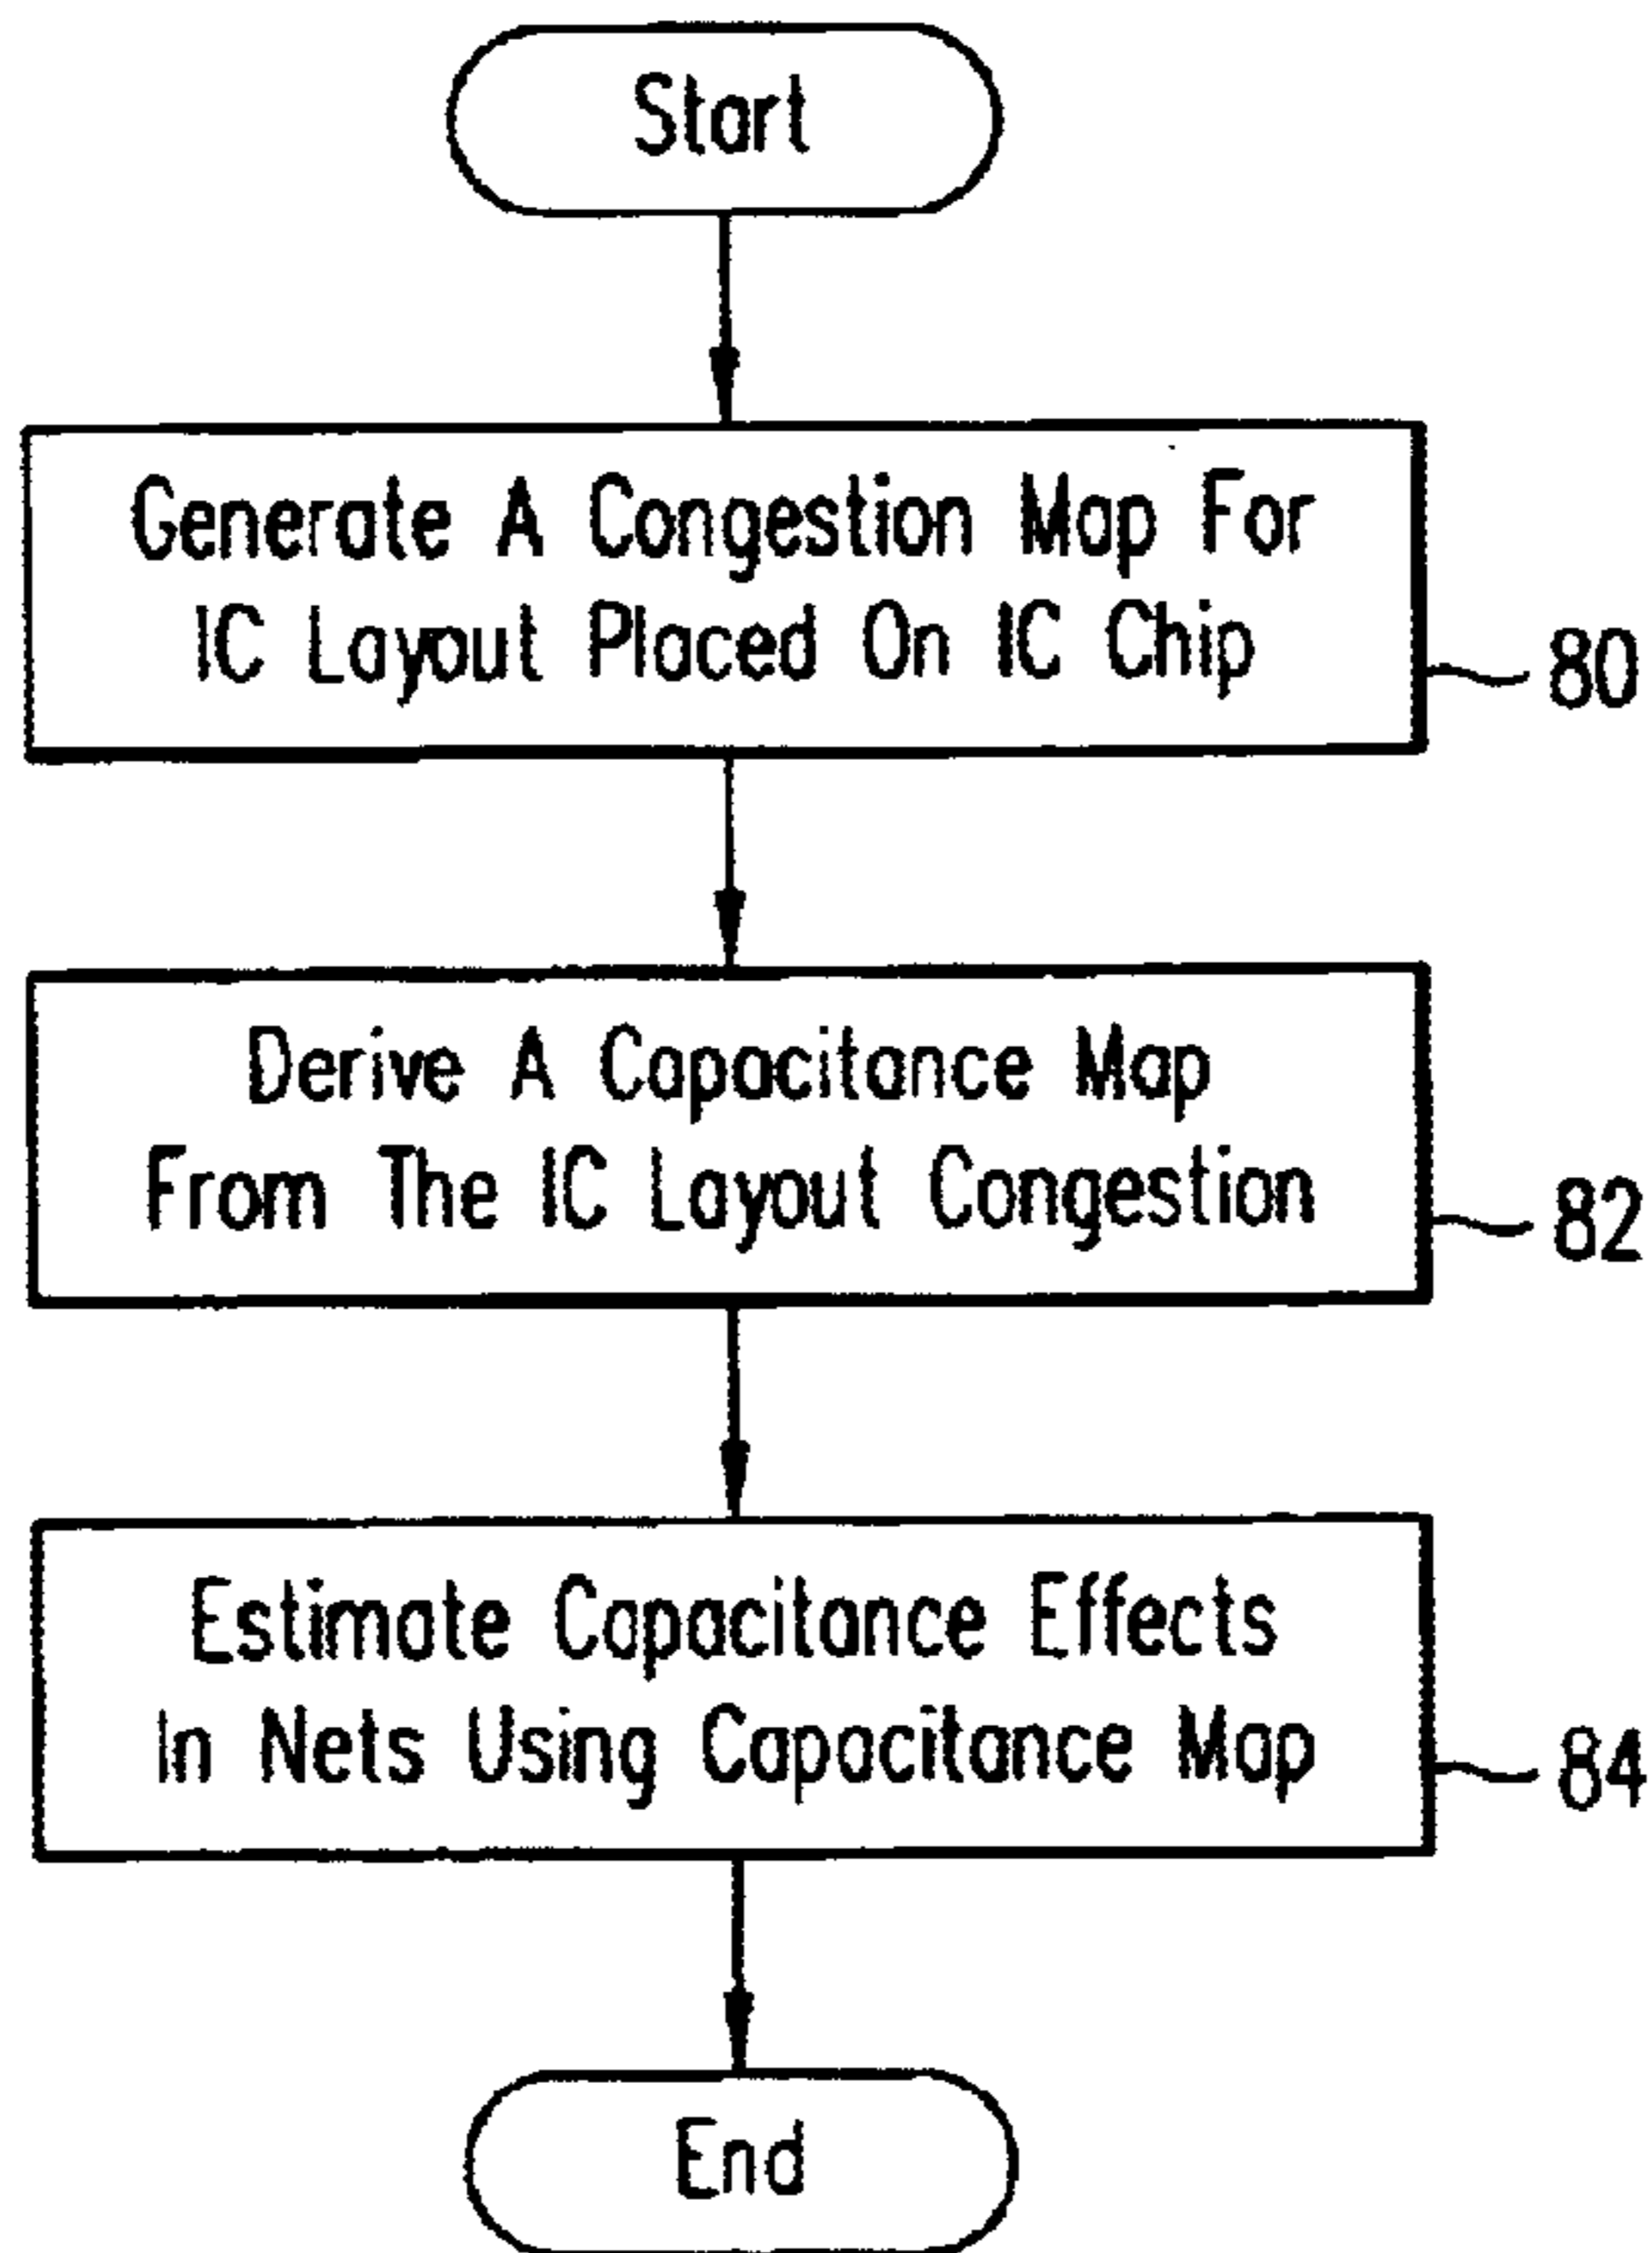 Start
Generate A Congestion Map For
IC Layout Placed On IC Chip
80
Derive A Capacitance Map
From The IC Layout Congestion
82
Estimate Capacitance Effects
In Nets Using Capacitance Map
84
End